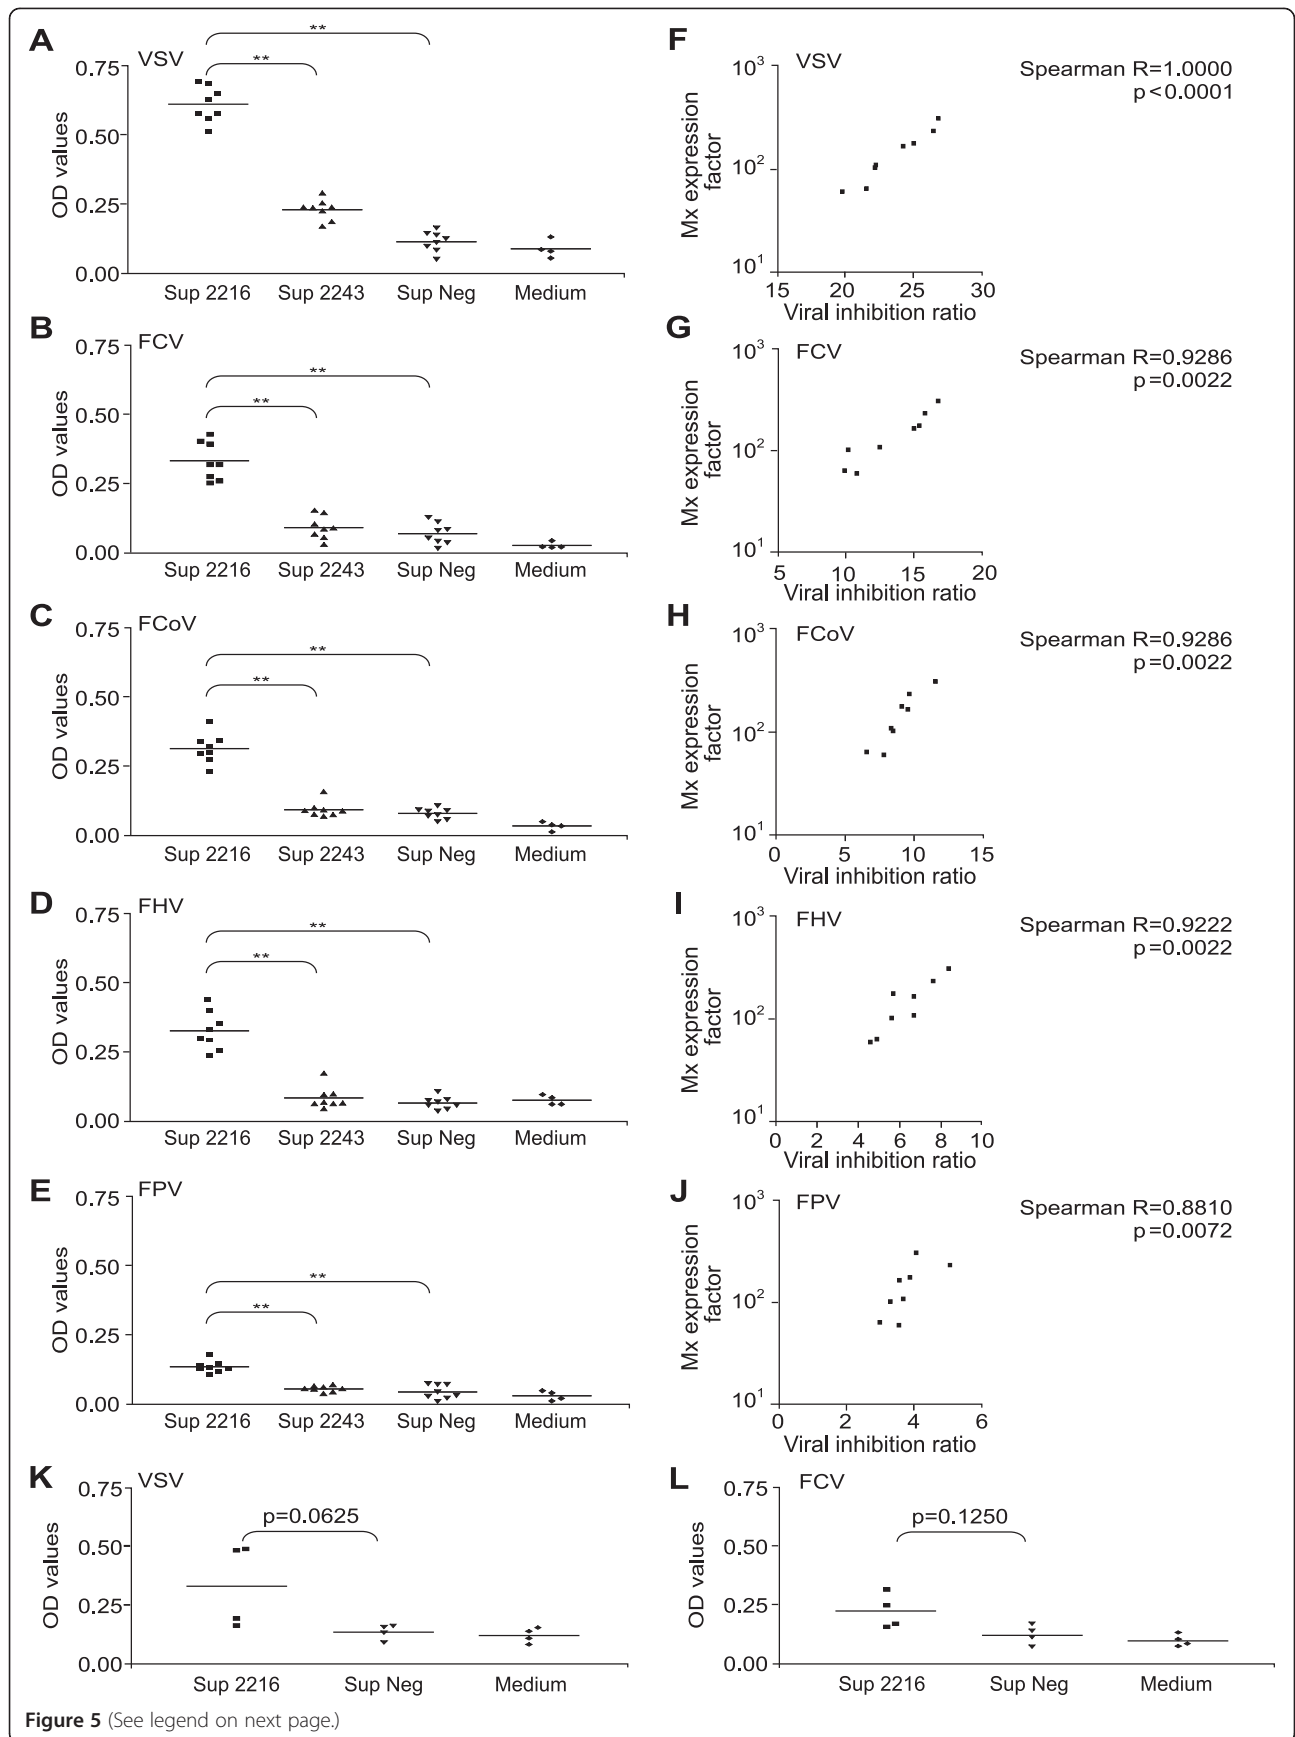 A
VSV
**
**
0.75
0.50
0.25
0.00
OD values
Sup 2216 Sup 2243 Sup Neg Medium
F
VSV
Spearman R=1.0000
p<0.0001
10³
10²
10¹
Mx expression
factor
15 20 25 30
Viral inhibition ratio
B
FCV
**
**
0.75
0.50
0.25
0.00
OD values
Sup 2216 Sup 2243 Sup Neg Medium
G
FCV
Spearman R=0.9286
p=0.0022
10³
10²
10¹
Mx expression
factor
5 10 15 20
Viral inhibition ratio
C
FCoV
**
**
0.75
0.50
0.25
0.00
OD values
Sup 2216 Sup 2243 Sup Neg Medium
H
FCoV
Spearman R=0.9286
p=0.0022
10³
10²
10¹
Mx expression
factor
0 5 10 15
Viral inhibition ratio
D
FHV
**
**
0.75
0.50
0.25
0.00
OD values
Sup 2216 Sup 2243 Sup Neg Medium
I
FHV
Spearman R=0.9222
p=0.0022
10³
10²
10¹
Mx expression
factor
0 2 4 6 8 10
Viral inhibition ratio
E
FPV
**
**
0.75
0.50
0.25
0.00
OD values
Sup 2216 Sup 2243 Sup Neg Medium
J
FPV
Spearman R=0.8810
p=0.0072
10³
10²
10¹
Mx expression
factor
0 2 4 6
Viral inhibition ratio
K
VSV
p=0.0625
0.75
0.50
0.25
0.00
OD values
Sup 2216 Sup Neg Medium
L
FCV
p=0.1250
0.75
0.50
0.25
0.00
OD values
Sup 2216 Sup Neg Medium
Figure 5 (See legend on next page.)